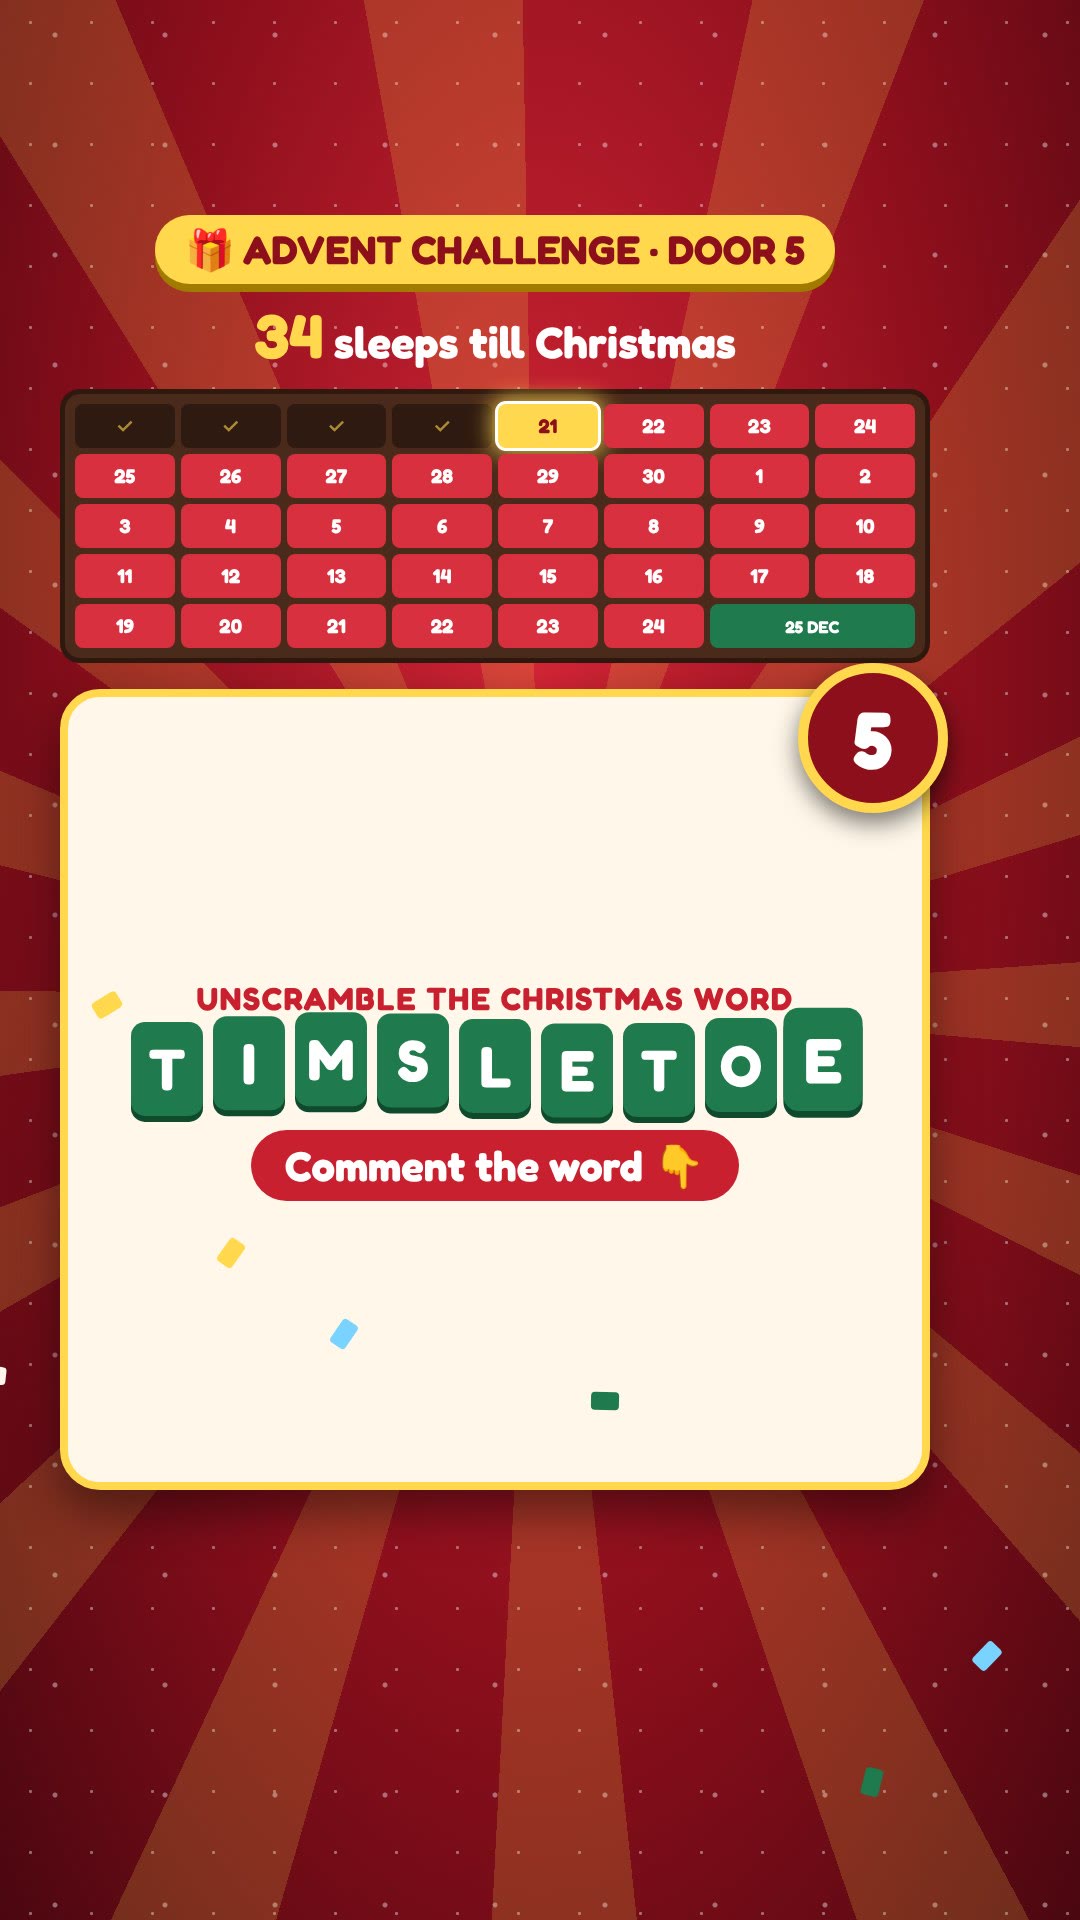 🎁 ADVENT CHALLENGE · DOOR 5
34 sleeps till Christmas
✓ ✓ ✓ ✓ 21 22 23 24
25 26 27 28 29 30 1 2
3 4 5 6 7 8 9 10
11 12 13 14 15 16 17 18
19 20 21 22 23 24 25 DEC
5
UNSCRAMBLE THE CHRISTMAS WORD
T I M S L E T O E
Comment the word 👇